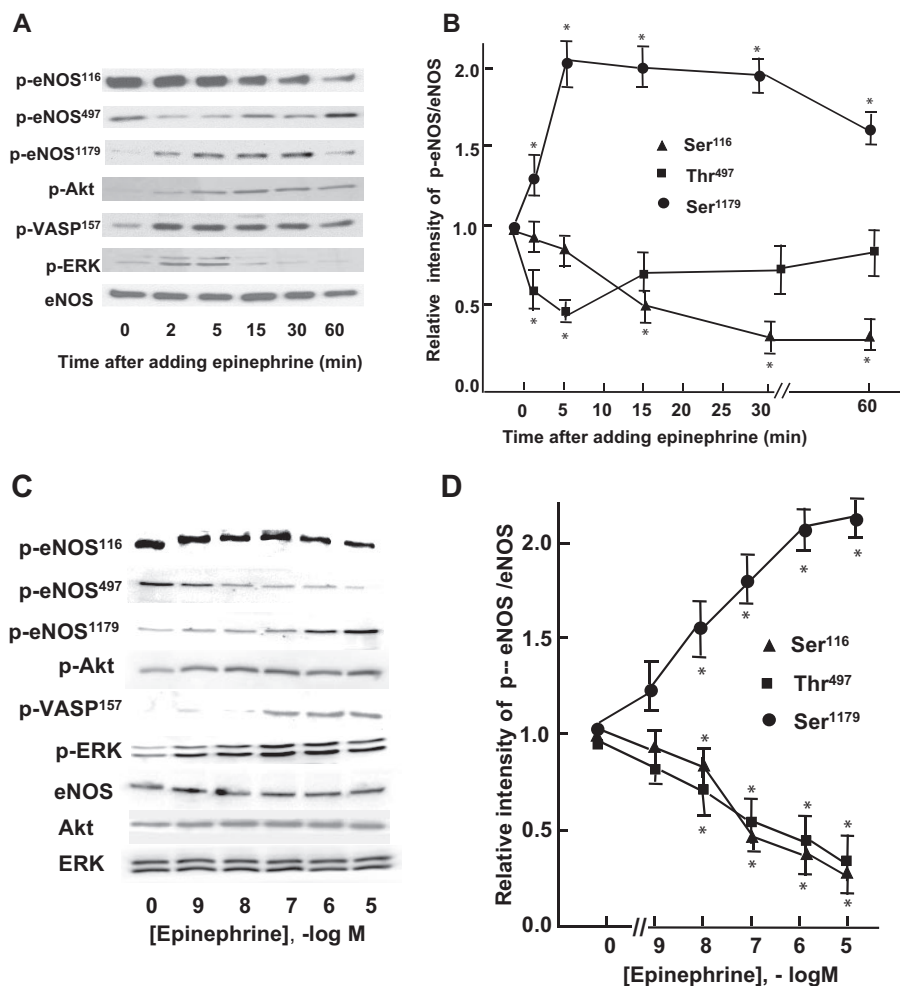 A
p-eNOS¹¹⁶
p-eNOS⁴⁹⁷
p-eNOS¹¹⁷⁹
p-Akt
p-VASP¹⁵⁷
p-ERK
eNOS
0 2 5 15 30 60
Time after adding epinephrine (min)
B
Relative intensity of p-eNOS/eNOS
2.0
1.5
1.0
0.5
0.0
* * * * *
* * * * *
Ser¹¹⁶
Thr⁴⁹⁷
Ser¹¹⁷⁹
0 5 10 15 20 25 30 // 60
Time after adding epinephrine (min)
C
p-eNOS¹¹⁶
p-eNOS⁴⁹⁷
p-eNOS¹¹⁷⁹
p-Akt
p-VASP¹⁵⁷
p-ERK
eNOS
Akt
ERK
0 9 8 7 6 5
[Epinephrine], -log M
D
Relative intensity of p-- eNOS /eNOS
2.0
1.5
1.0
0.5
0.0
* * * *
* * * *
* * * *
Ser¹¹⁶
Thr⁴⁹⁷
Ser¹¹⁷⁹
0 // 9 8 7 6 5
[Epinephrine], - logM